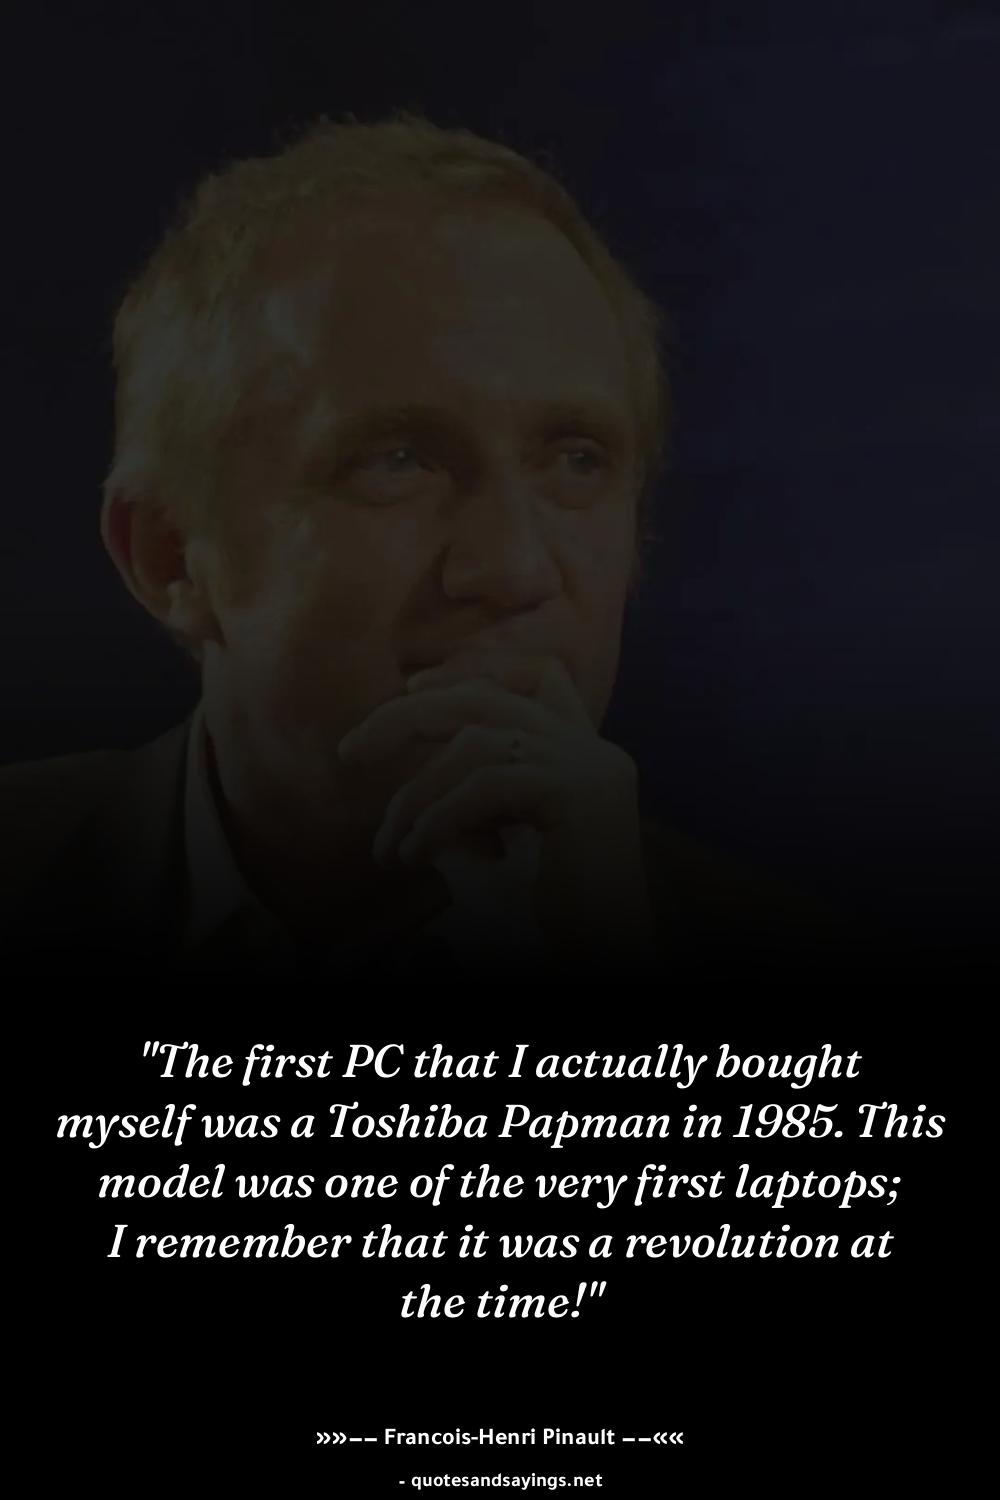 "The first PC that I actually bought
myself was a Toshiba Papman in 1985. This
model was one of the very first laptops;
I remember that it was a revolution at
the time!"
»»–– Francois-Henri Pinault ––««
- quotesandsayings.net